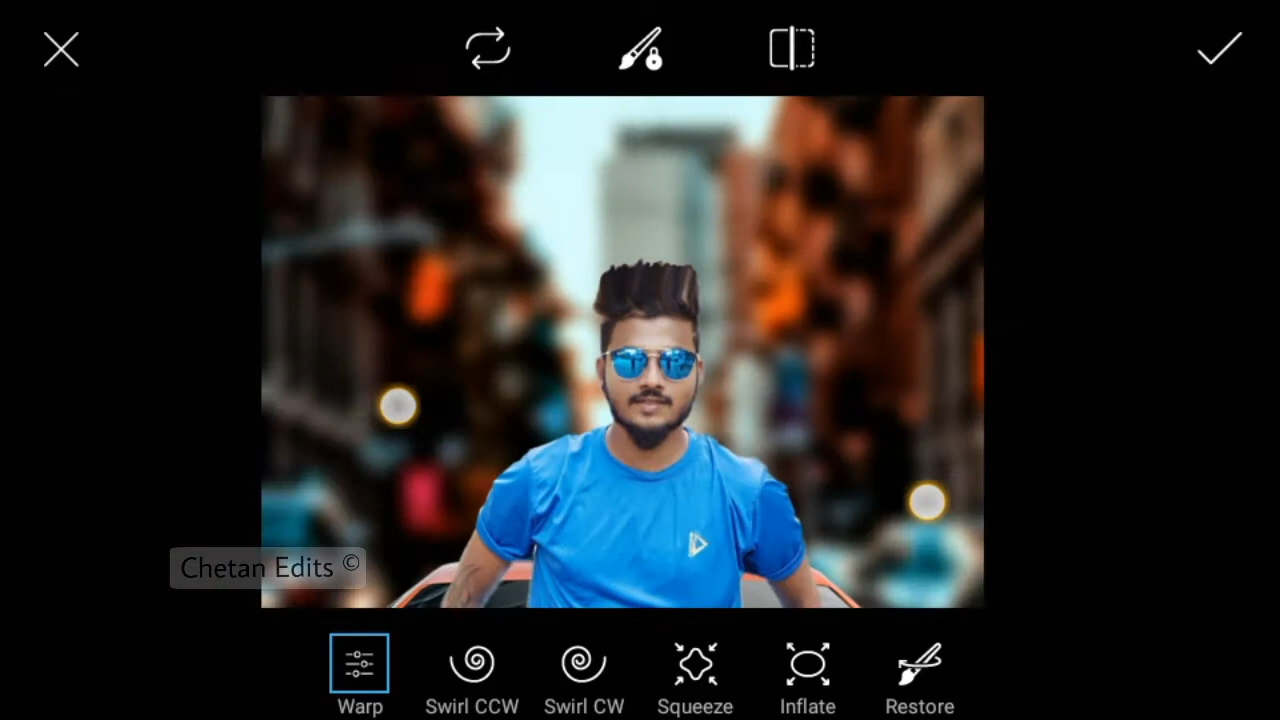 Chetan Edits ©
Warp
Swirl CCW
Swirl CW
Squeeze
Inflate
Restore